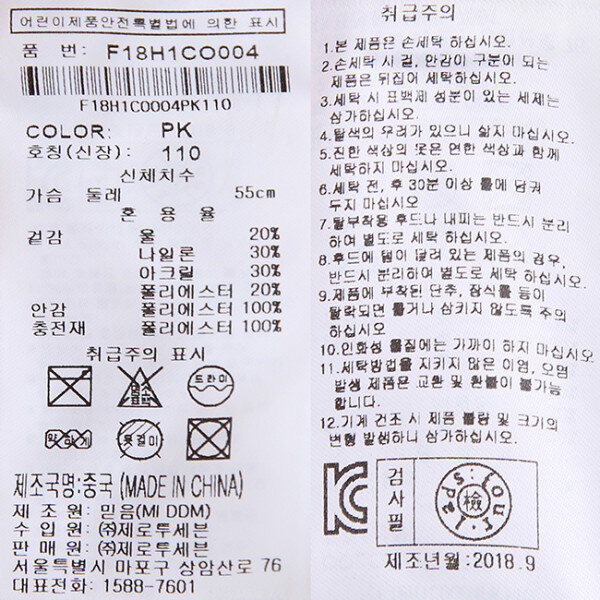 어린이제품안전특별법에 의한 표시
품 번: F18H1CO004
F18H1C0004PK110
COLOR: PK
호칭(신장): 110
신체치수
가슴 둘레 55cm
혼 용 율
겉감 울 20%
나일론 30%
아크릴 30%
폴리에스터 20%
안감 폴리에스터 100%
충전재 폴리에스터 100%
취급주의 표시
염소표백
드라이
약하게
옷걸이
제조국명:중국 (MADE IN CHINA)
제 조 원: 믿음(MI DDM)
수 입 원: ㈜제로투세븐
판 매 원: ㈜제로투세븐
서울특별시 마포구 상암산로 76
대표전화: 1588-7601
취급주의
1.본 제품은 손세탁 하십시오.
2.손세탁 시 겉, 안감이 구분이 되는
제품은 뒤집어 세탁하십시오.
3.세탁 시 표백제 성분이 있는 세제는
삼가하십시오.
4.탈색의 우려가 있으니 삶지 마십시오.
5.진한 색상의 옷은 연한 색상과 함께
세탁하지 마십시오.
6.세탁 전, 후 30분 이상 물에 담궈
두지 마십시오
7.탈부착용 후드나 내피는 반드시 분리
하여 별도로 세탁 하십시오.
8.후드에 털이 달려 있는 제품의 경우,
반드시 분리하여 별도로 세탁 하십시오.
9.제품에 부착된 단추, 장식물 등이
탈락되면 물거나 삼키지 않도록 주의
하십시오
10.인화성 물질에는 가까이 하지 마십시오
11.세탁방법을 지키지 않은 이염, 오염
발생 제품은 교환 및 환불이 불가능
합니다.
12.기계 건조 시 제품 불량 및 크기의
변형 발생하니 삼가하십시오.
KC
검사필
檢
제조년월:2018.9